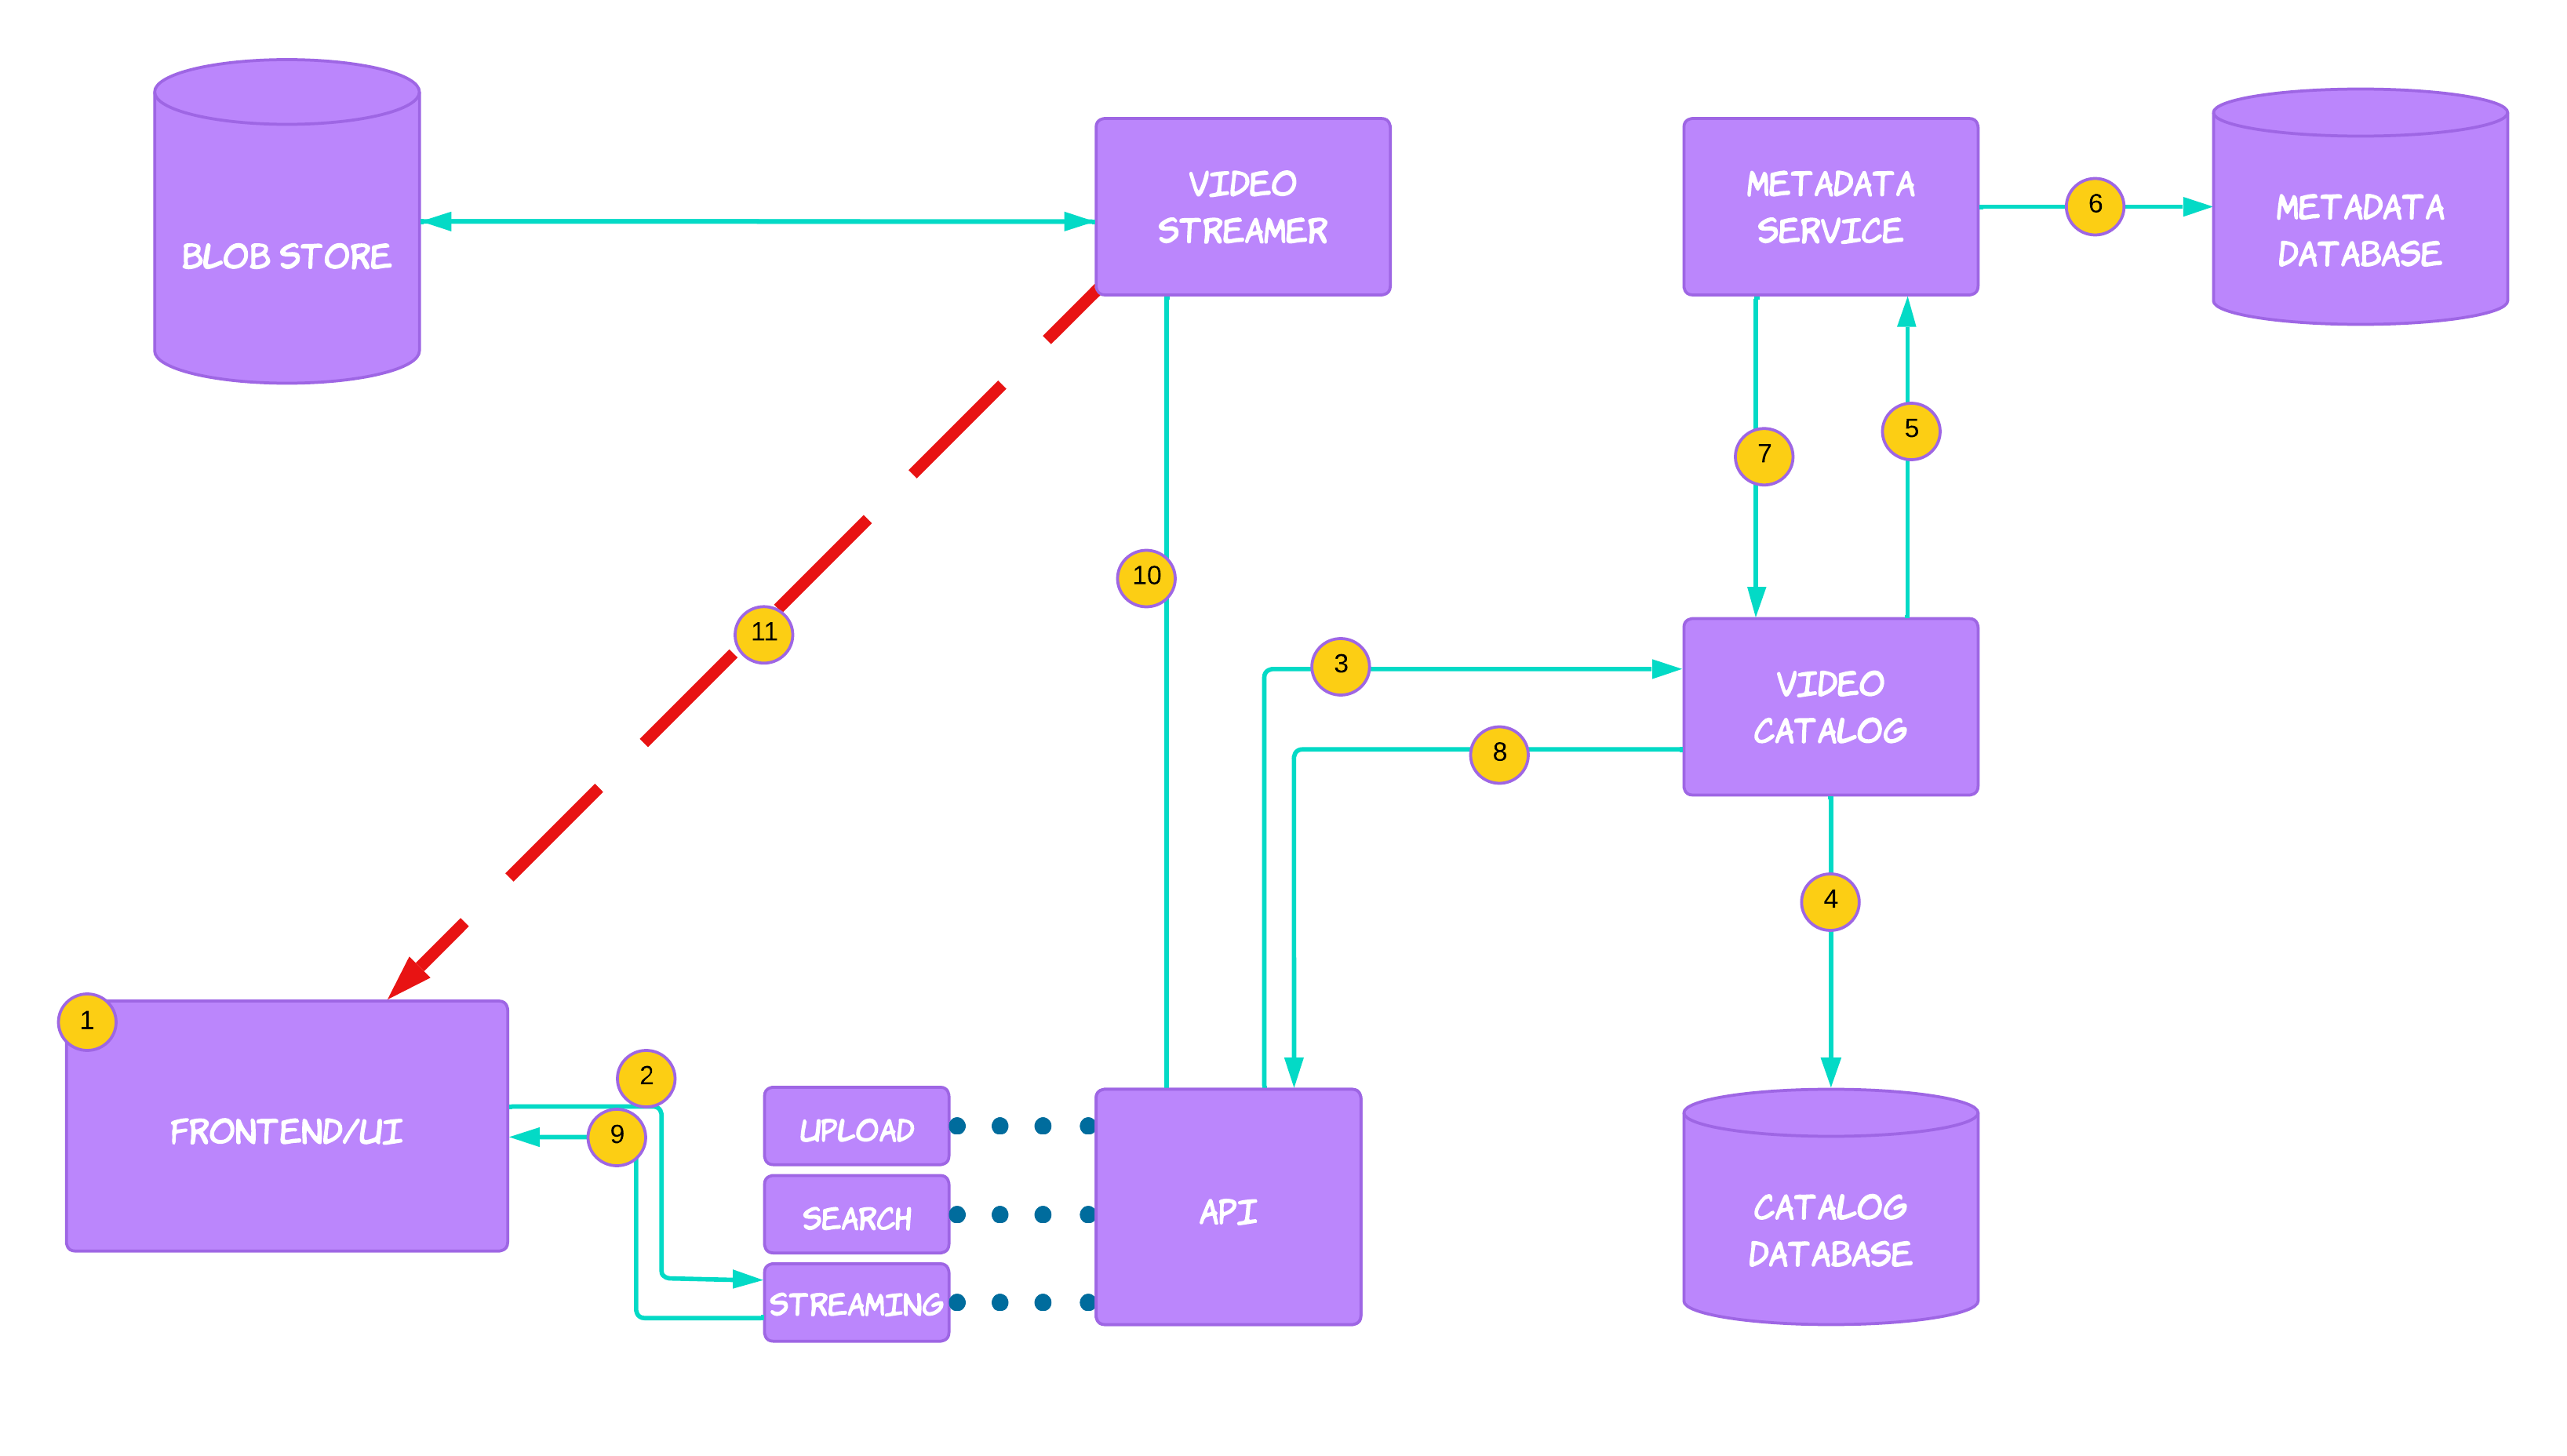 BLOB STORE
VIDEO
STREAMER
METADATA
SERVICE
6
METADATA
DATABASE
7
5
10
11
3
VIDEO
CATALOG
8
4
1
FRONTEND/UI
2
9
UPLOAD
SEARCH
STREAMING
API
CATALOG
DATABASE